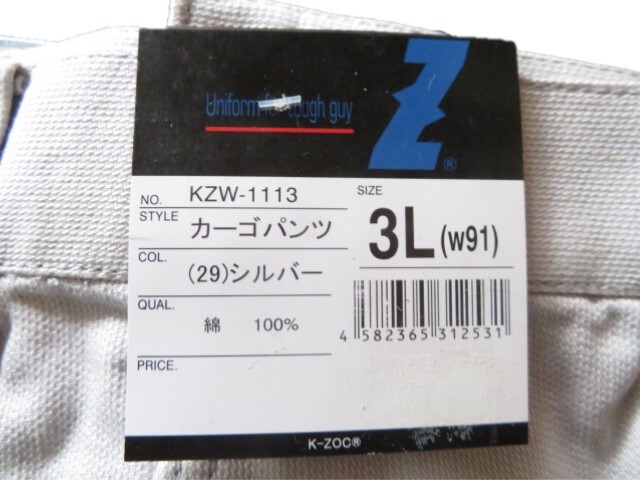 Uniform for tough guy
Z®
NO. KZW-1113
STYLE カーゴパンツ
COL. (29)シルバー
QUAL. 綿 100%
PRICE.
SIZE
3L(w91)
4 582365 312531
K-ZOC®